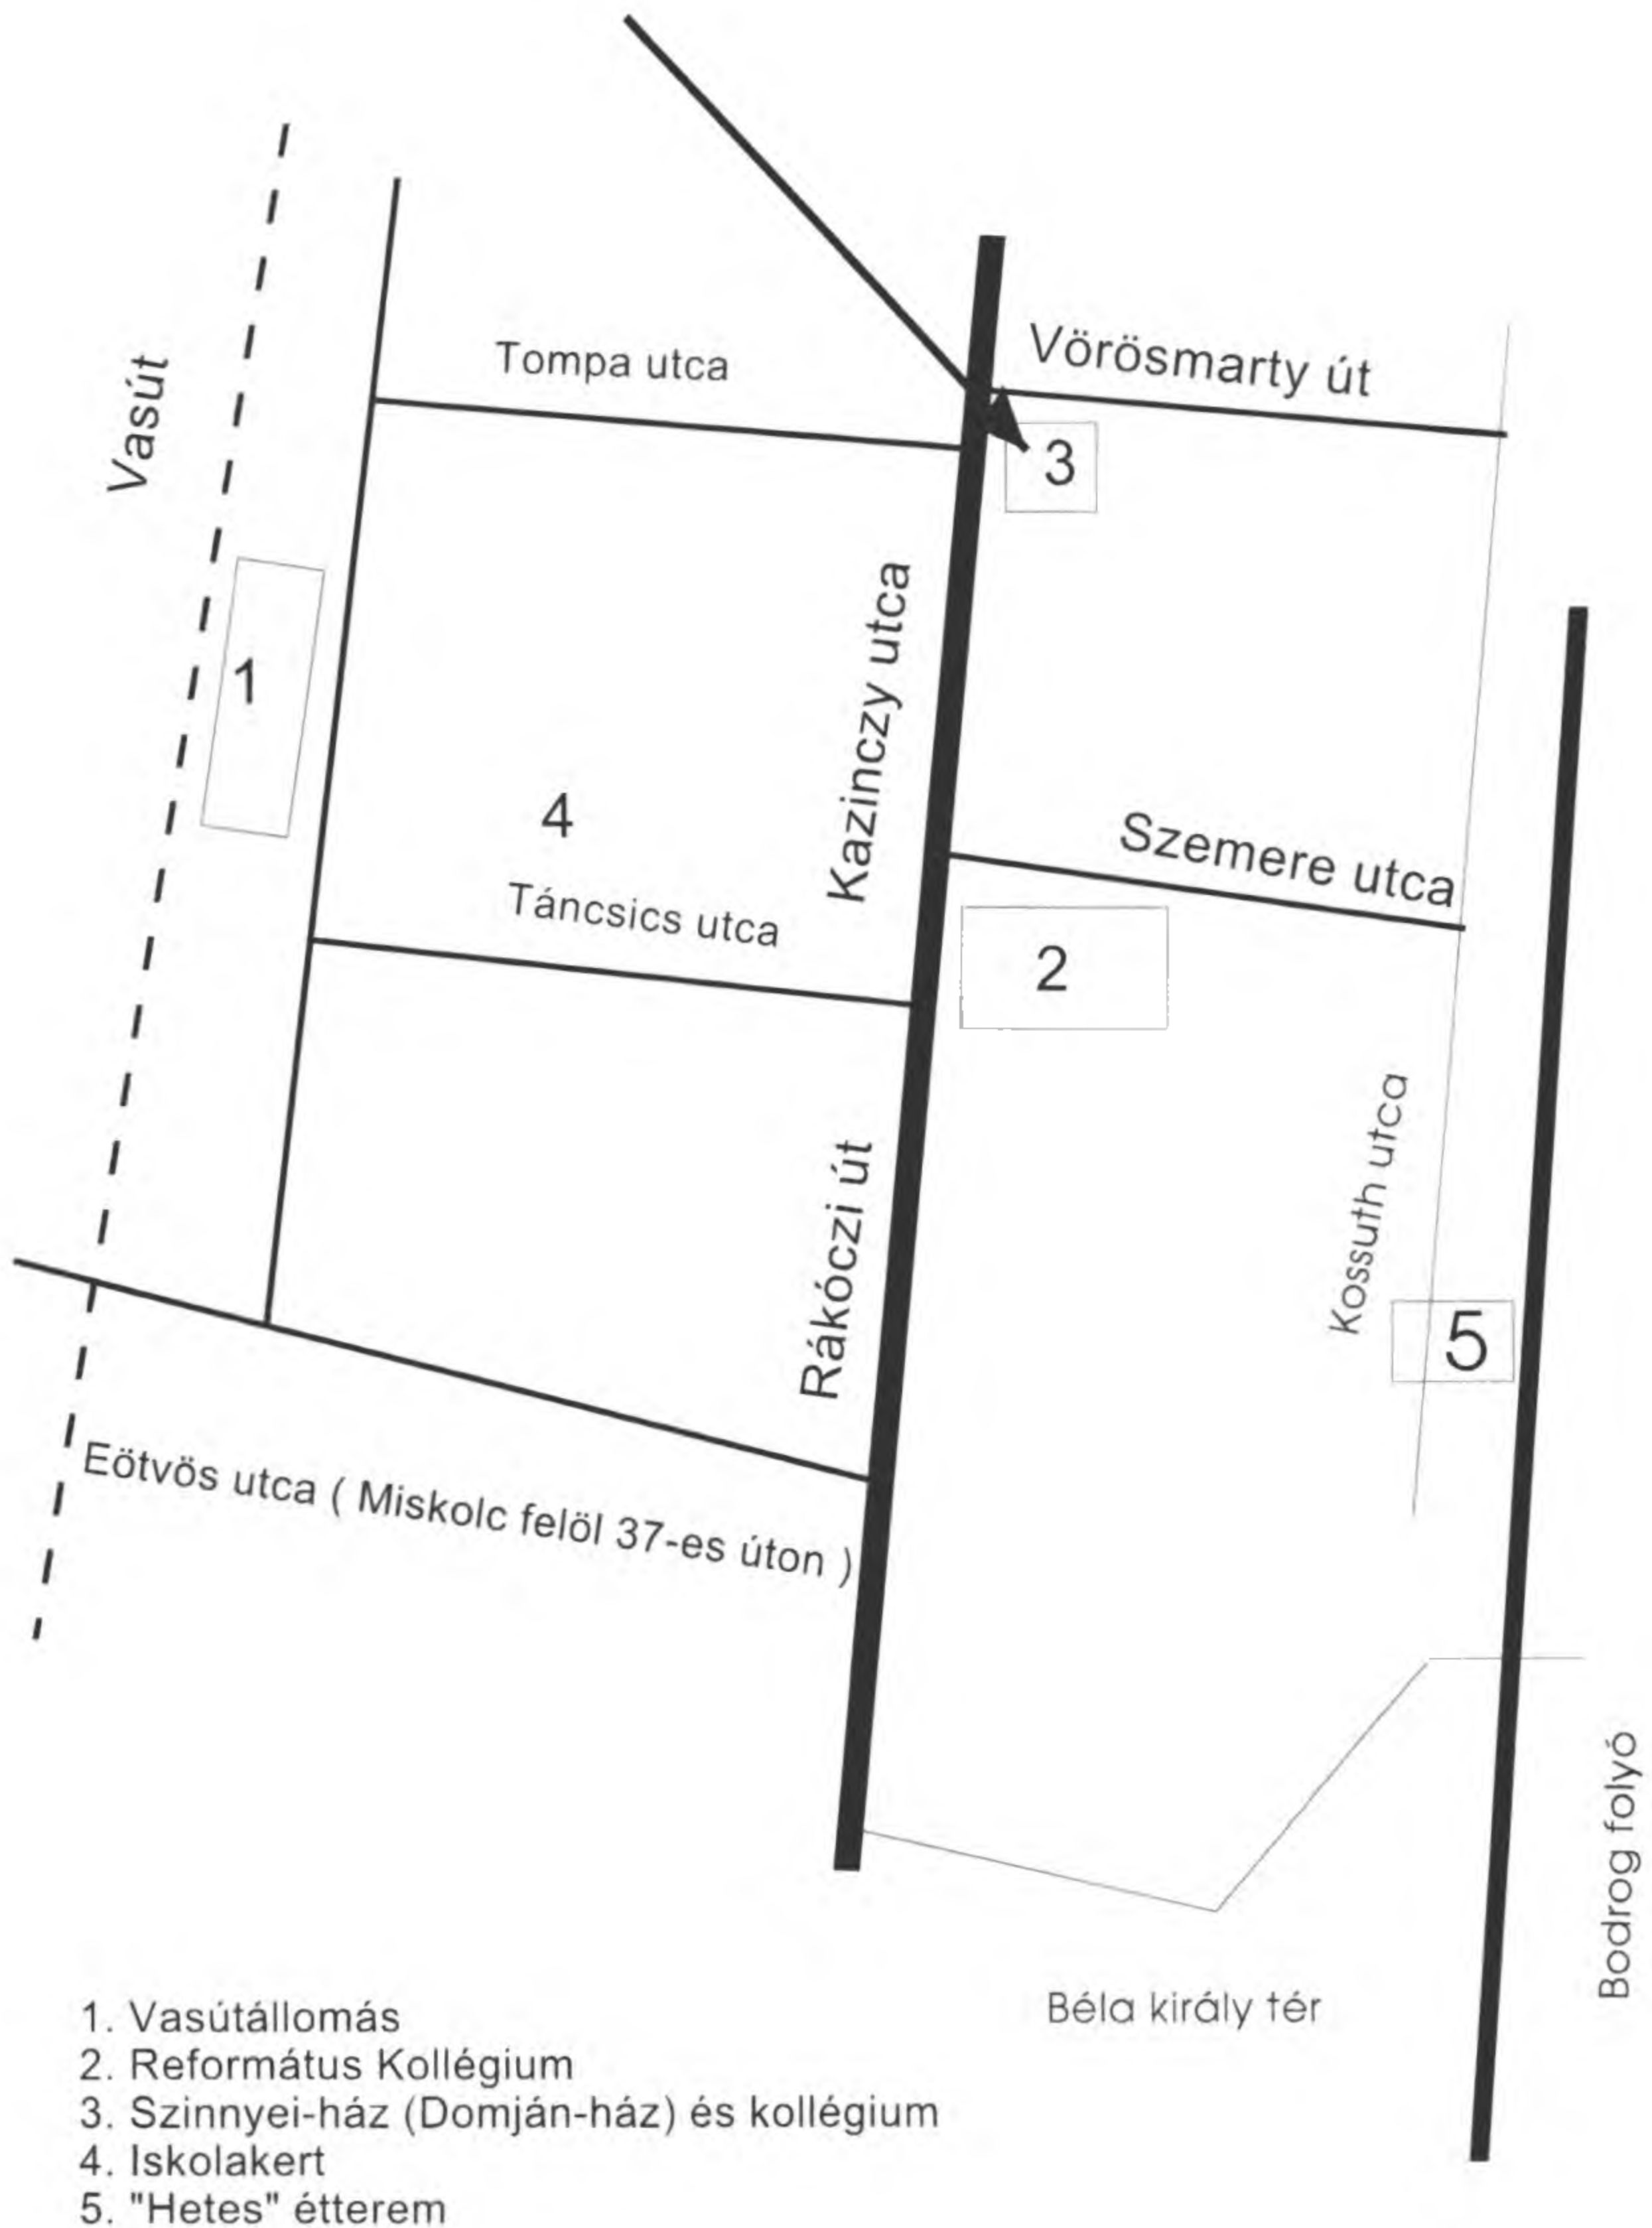 Tompa utca
Vörösmarty út
Vasút
3
Kazinczy utca
1
4
Szemere utca
Táncsics utca
2
Kossuth utca
Rákóczi út
5
Eötvös utca ( Miskolc felöl 37-es úton )
Bodrog folyó
Béla király tér
1. Vasútállomás
2. Református Kollégium
3. Szinnyei-ház (Domján-ház) és kollégium
4. Iskolakert
5. "Hetes" étterem